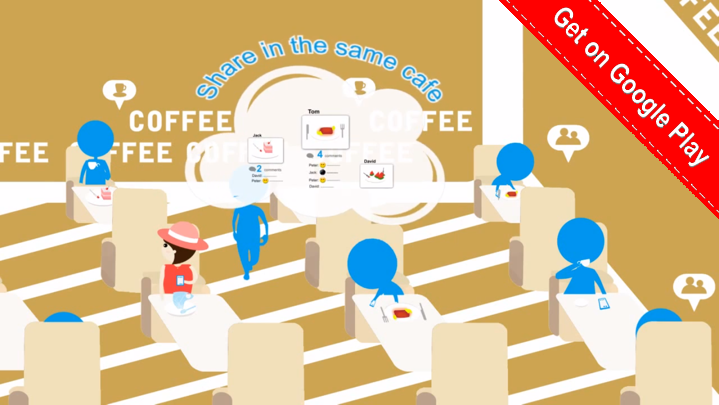 Share in the same cafe
Get on Google Play
FEE
COFFEE
COFFEE
FEE
COFFEE
COFFEE
FEE
Tom
4 comments
Peter
Jack
Peter
David
Jack
2 comments
David
Peter
David